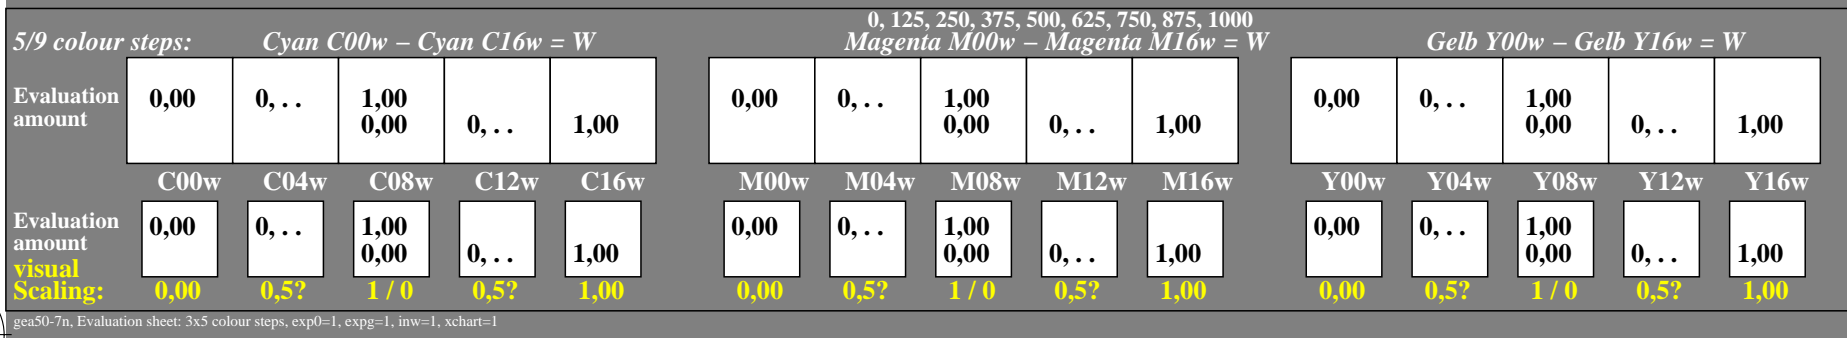 0, 125, 250, 375, 500, 625, 750, 875, 1000
5/9 colour steps: Cyan C00w – Cyan C16w = W Magenta M00w – Magenta M16w = W Gelb Y00w – Gelb Y16w = W
Evaluation 0,00 0, . . 1,00 0,00 0, . . 1,00 0,00 0, . . 1,00
amount 0,00 0, . . 1,00 0,00 0, . . 1,00 0,00 0, . . 1,00
C00w C04w C08w C12w C16w M00w M04w M08w M12w M16w Y00w Y04w Y08w Y12w Y16w
Evaluation 0,00 0, . . 1,00 0,00 0, . . 1,00 0,00 0, . . 1,00
amount 0,00 0, . . 1,00 0,00 0, . . 1,00 0,00 0, . . 1,00
visual
Scaling: 0,00 0,5? 1 / 0 0,5? 1,00 0,00 0,5? 1 / 0 0,5? 1,00 0,00 0,5? 1 / 0 0,5? 1,00
gea50-7n, Evaluation sheet: 3x5 colour steps, exp0=1, expg=1, inw=1, xchart=1